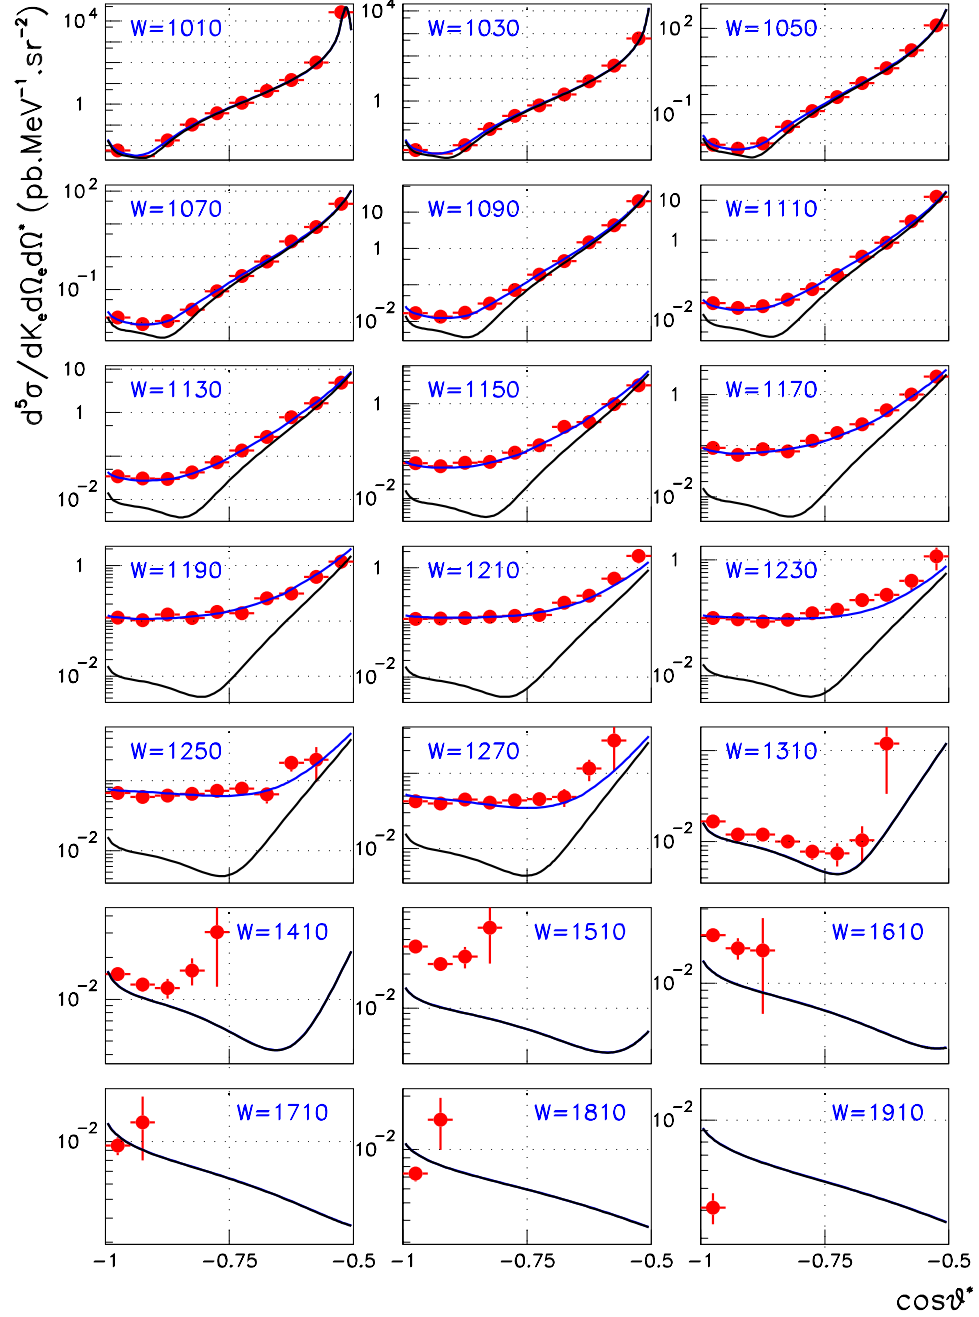 d⁵σ/dKₑdΩₑdΩ* (pb.MeV⁻¹.sr⁻²)
W=1010 W=1030 W=1050
10⁴ 1
10⁴ 1
10² 10⁻¹
W=1070 W=1090 W=1110
10² 10⁻¹
10 1 10⁻²
10 1 10⁻²
W=1130 W=1150 W=1170
10 1 10⁻²
1 10⁻²
1 10⁻²
W=1190 W=1210 W=1230
1 10⁻²
1 10⁻²
1 10⁻²
W=1250 W=1270 W=1310
10⁻²
10⁻²
10⁻²
W=1410 W=1510 W=1610
10⁻²
10⁻²
10⁻²
W=1710 W=1810 W=1910
10⁻²
10⁻²
10⁻²
−1 −0.75 −0.5 −1 −0.75 −0.5 −1 −0.75 −0.5
cosϑ*